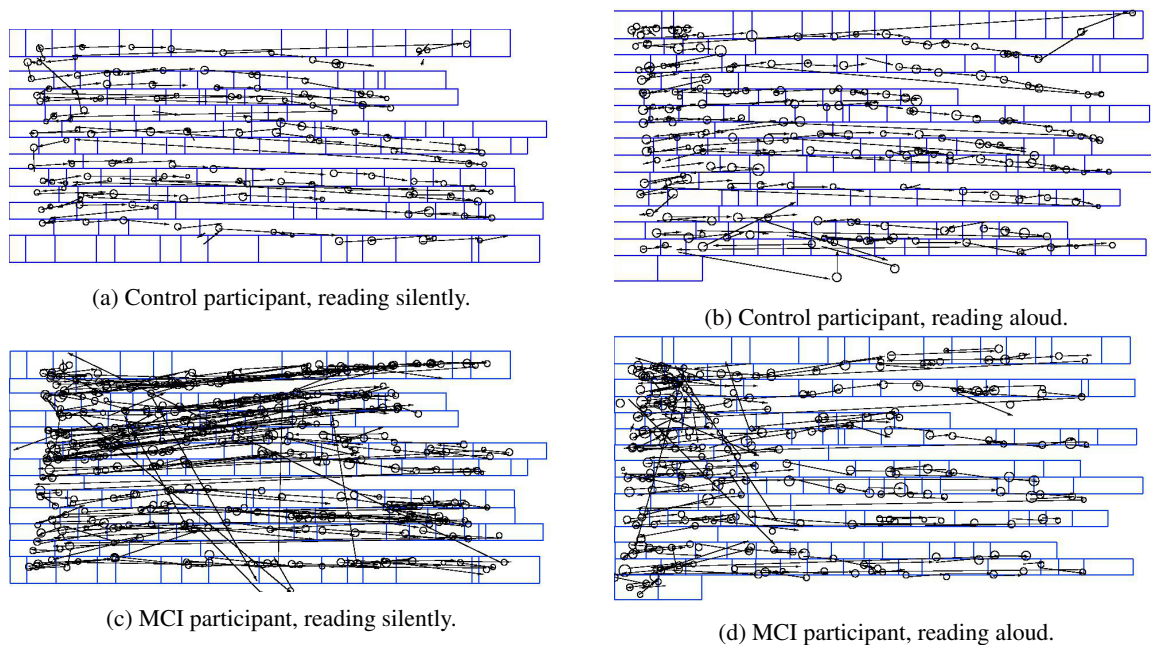 (a) Control participant, reading silently.
(b) Control participant, reading aloud.
(c) MCI participant, reading silently.
(d) MCI participant, reading aloud.